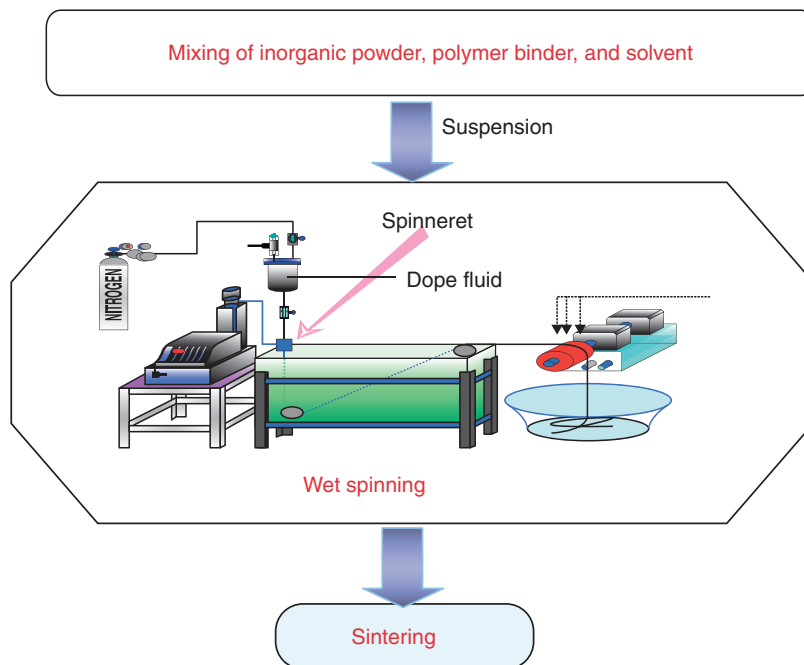 Mixing of inorganic powder, polymer binder, and solvent
Suspension
Spinneret
Dope fluid
NITROGEN
Wet spinning
Sintering